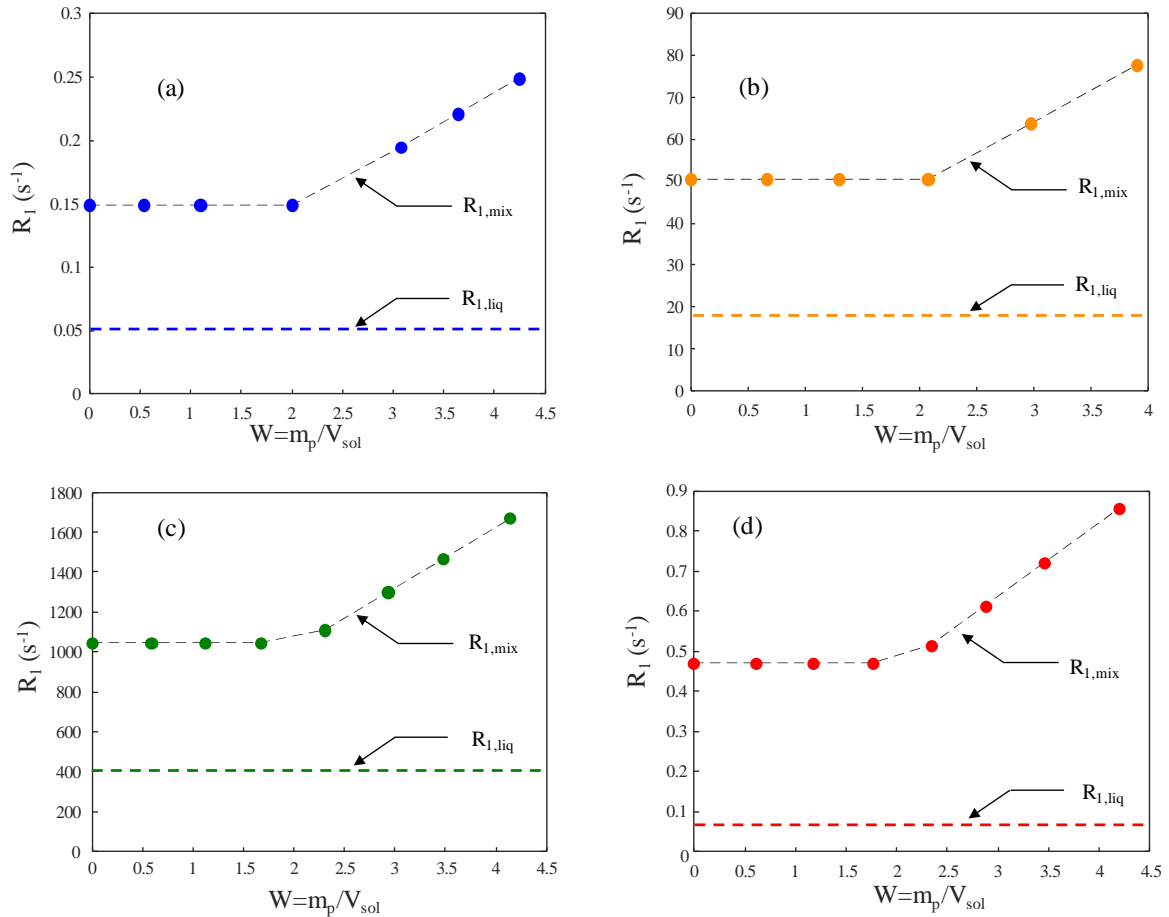 0.3
0.25
0.2
0.15
0.1
0.05
0
R1 (s-1)
(a)
R1,mix
R1,liq
0 0.5 1 1.5 2 2.5 3 3.5 4 4.5
W=mp/Vsol
90
80
70
60
50
40
30
20
10
0
R1 (s-1)
(b)
R1,mix
R1,liq
0 0.5 1 1.5 2 2.5 3 3.5 4
W=mp/Vsol
1800
1600
1400
1200
1000
800
600
400
200
0
R1 (s-1)
(c)
R1,mix
R1,liq
0 0.5 1 1.5 2 2.5 3 3.5 4 4.5
W=mp/Vsol
0.9
0.8
0.7
0.6
0.5
0.4
0.3
0.2
0.1
0
R1 (s-1)
(d)
R1,mix
R1,liq
0 0.5 1 1.5 2 2.5 3 3.5 4 4.5
W=mp/Vsol